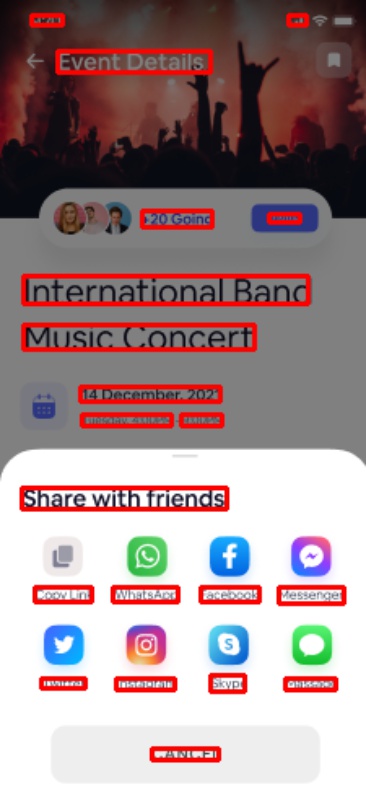 Event Details
+20 Going
International Band
Music Concert
14 December, 2021
Share with friends
Copy Link
WhatsApp
Facebook
Messenger
Twitter
Instagram
Skype
Message
CANCEL